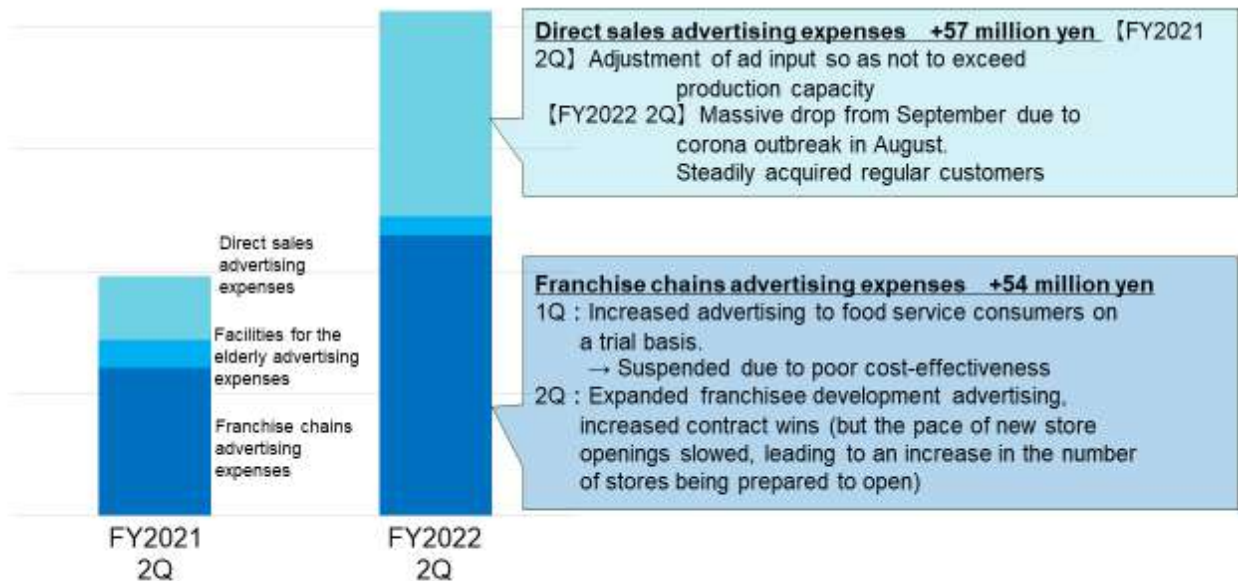 Direct sales advertising expenses +57 million yen 【FY2021
2Q】Adjustment of ad input so as not to exceed
production capacity
【FY2022 2Q】Massive drop from September due to
corona outbreak in August.
Steadily acquired regular customers
Direct sales
advertising
expenses
Facilities for the
elderly advertising
expenses
Franchise chains
advertising
expenses
Franchise chains advertising expenses +54 million yen
1Q : Increased advertising to food service consumers on
a trial basis.
→ Suspended due to poor cost-effectiveness
2Q : Expanded franchisee development advertising,
increased contract wins (but the pace of new store
openings slowed, leading to an increase in the number
of stores being prepared to open)
FY2021
2Q
FY2022
2Q